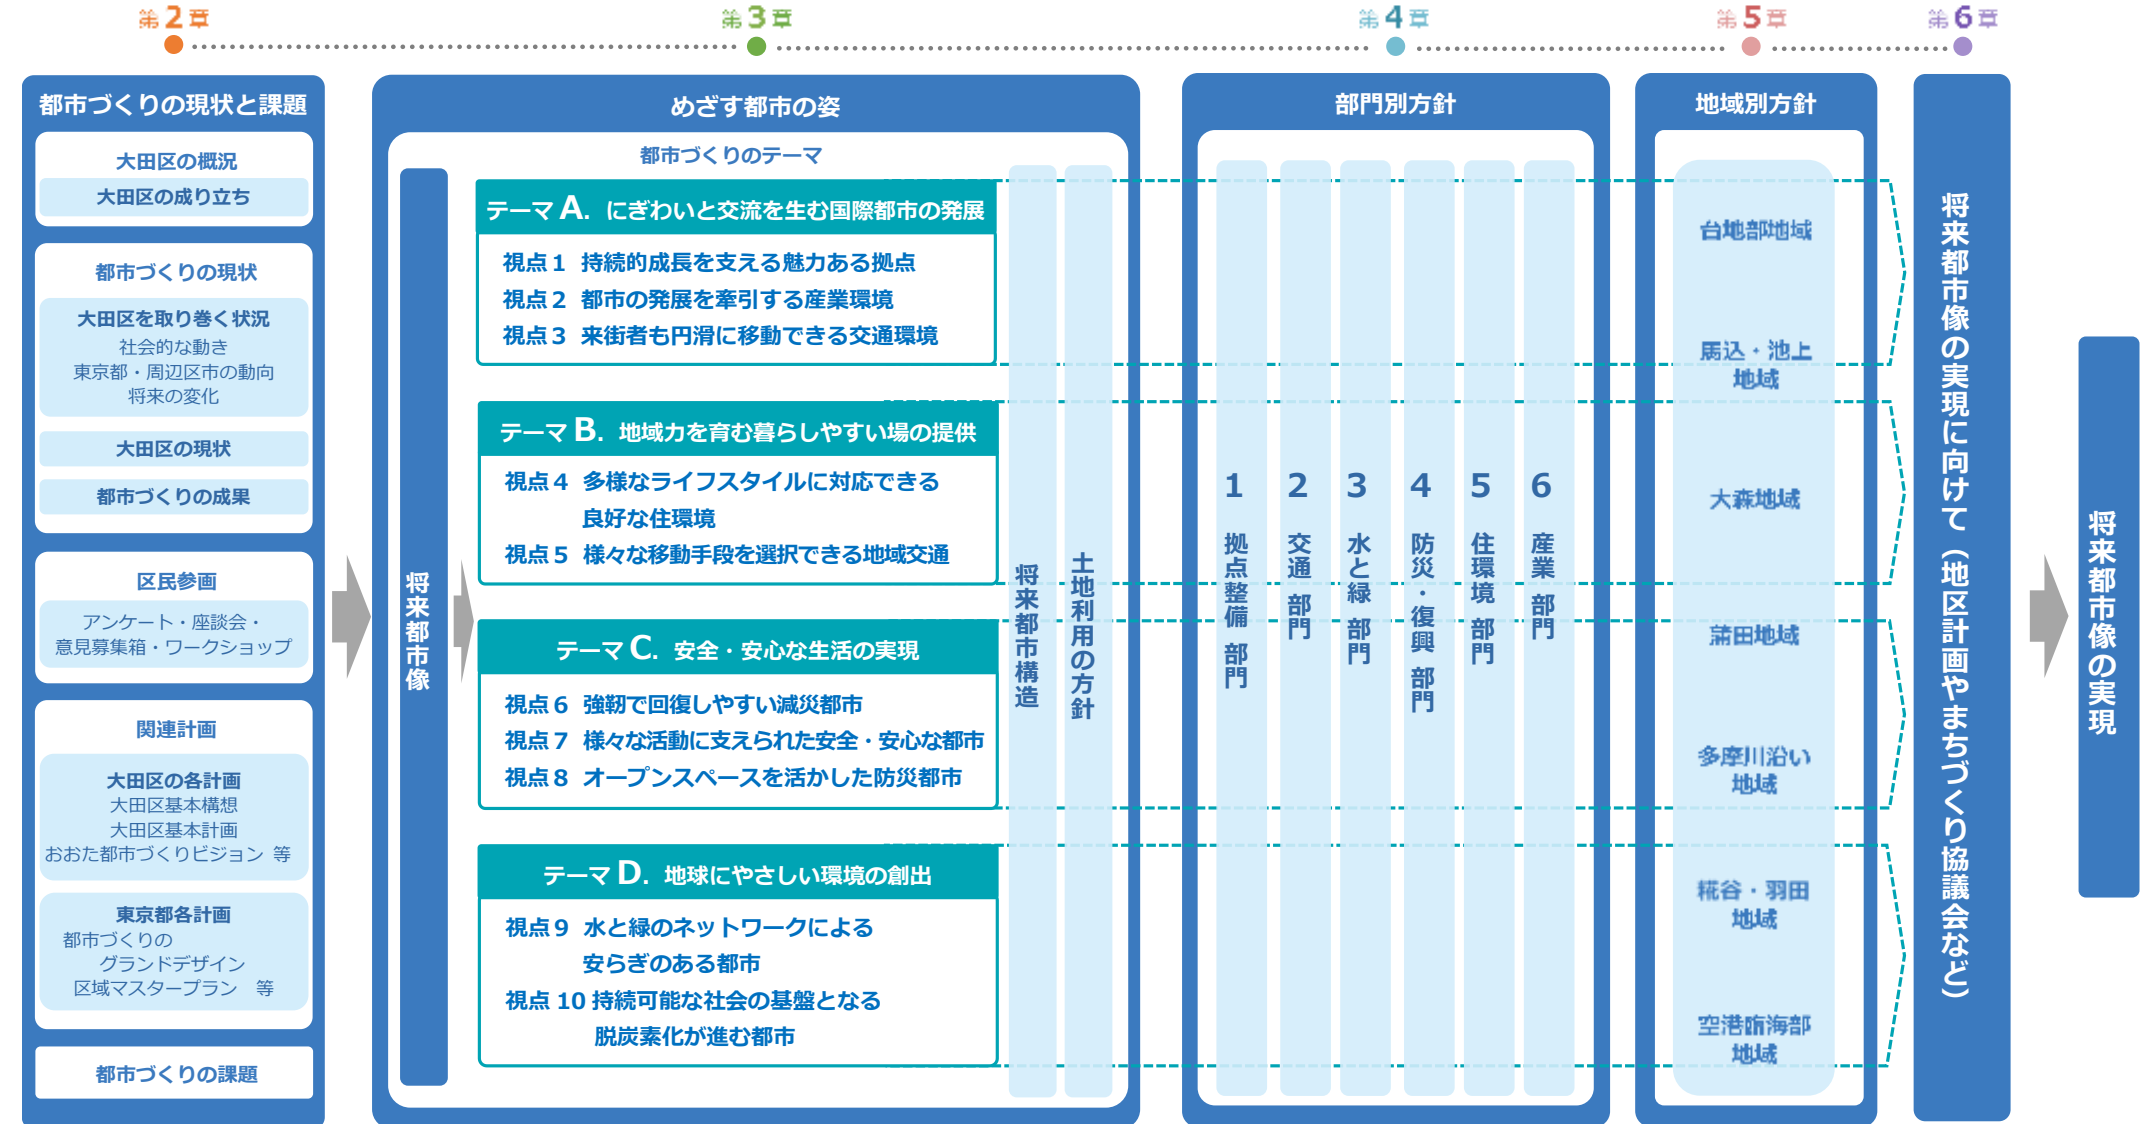 第2章
第3章
第4章
第5章
第6章
都市づくりの現状と課題
大田区の概況
大田区の成り立ち
都市づくりの現状
大田区を取り巻く状況
社会的な動き
東京都・周辺区市の動向
将来の変化
大田区の現状
都市づくりの成果
区民参画
アンケート・座談会・
意見募集箱・ワークショップ
関連計画
大田区の各計画
大田区基本構想
大田区基本計画
おおた都市づくりビジョン 等
東京都各計画
都市づくりの
グランドデザイン
区域マスタープラン 等
都市づくりの課題
めざす都市の姿
将来都市像
都市づくりのテーマ
テーマ A. にぎわいと交流を生む国際都市の発展
視点1 持続的成長を支える魅力ある拠点
視点2 都市の発展を牽引する産業環境
視点3 来街者も円滑に移動できる交通環境
テーマ B. 地域力を育む暮らしやすい場の提供
視点4 多様なライフスタイルに対応できる
良好な住環境
視点5 様々な移動手段を選択できる地域交通
テーマ C. 安全・安心な生活の実現
視点6 強靭で回復しやすい減災都市
視点7 様々な活動に支えられた安全・安心な都市
視点8 オープンスペースを活かした防災都市
テーマ D. 地球にやさしい環境の創出
視点9 水と緑のネットワークによる
安らぎのある都市
視点10 持続可能な社会の基盤となる
脱炭素化が進む都市
将来都市構造
土地利用の方針
部門別方針
1 拠点整備 部門
2 交通 部門
3 水と緑 部門
4 防災・復興 部門
5 住環境 部門
6 産業 部門
地域別方針
台地部地域
馬込・池上
地域
大森地域
蒲田地域
多摩川沿い
地域
糀谷・羽田
地域
空港臨海部
地域
将来都市像の実現に向けて（地区計画やまちづくり協議会など）
将来都市像の実現